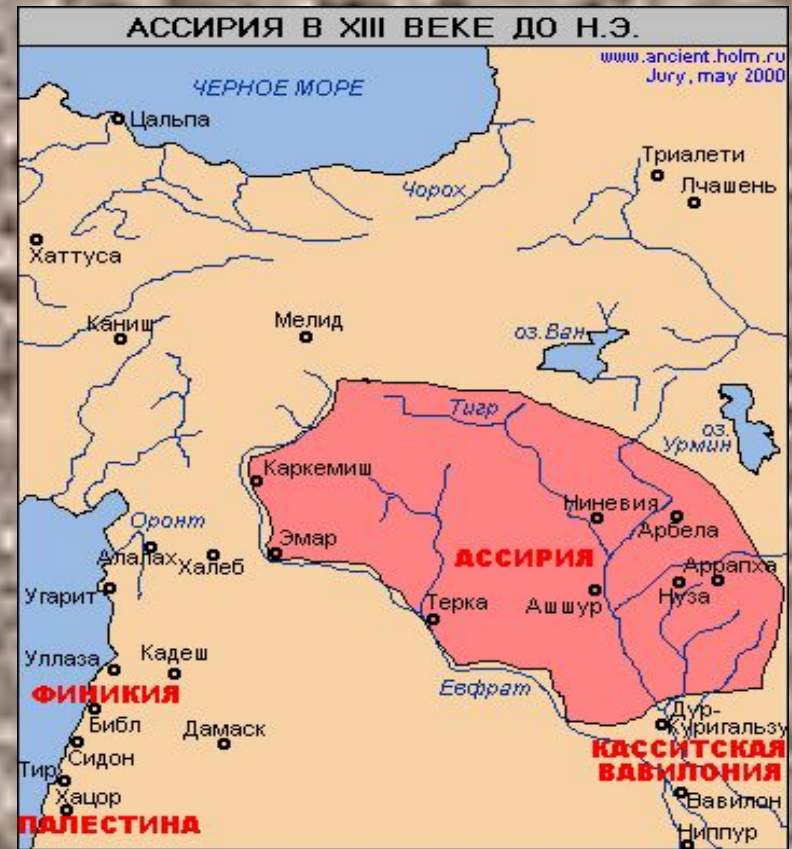 АССИРИЯ В XIII ВЕКЕ ДО Н.Э.
www.ancient.holm.ru
Jury, may 2000
ЧЕРНОЕ МОРЕ
Цальпа
Триалети
Лчашень
Чорох
Хаттуса
Каниш
Мелид
оз.Ван
оз.
Урмин
Тигр
Каркемиш
Ниневия
Арбела
Оронт
Алалах
Халеб
Эмар
АССИРИЯ
Аррапха
Нуза
Угарит
Терка
Ашшур
Уллаза
Кадеш
Евфрат
ФИНИКИЯ
Библ
Дамаск
Дур-
Куригальзу
Сидон
КАССИТСКАЯ
ВАВИЛОНИЯ
Тир
Хацор
Вавилон
ПАЛЕСТИНА
Ниппур